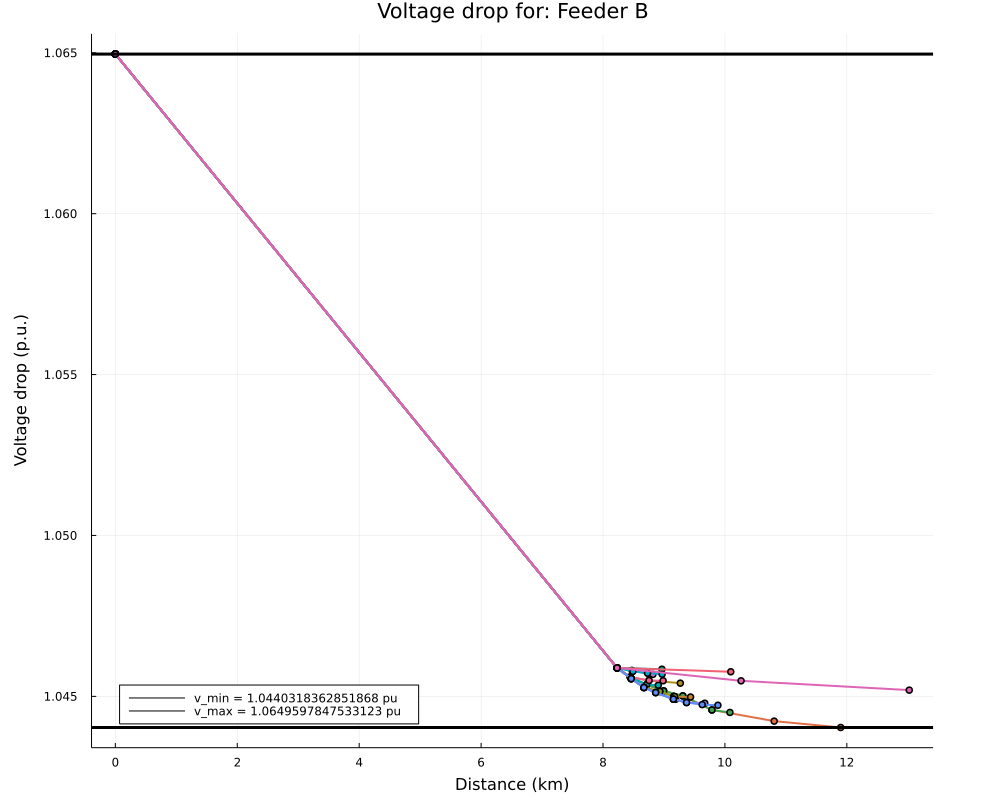 Voltage drop for: Feeder B
Voltage drop (p.u.)
1.065
1.060
1.055
1.050
1.045
v_min = 1.0440318362851868 pu
v_max = 1.0649597847533123 pu
0 2 4 6 8 10 12
Distance (km)